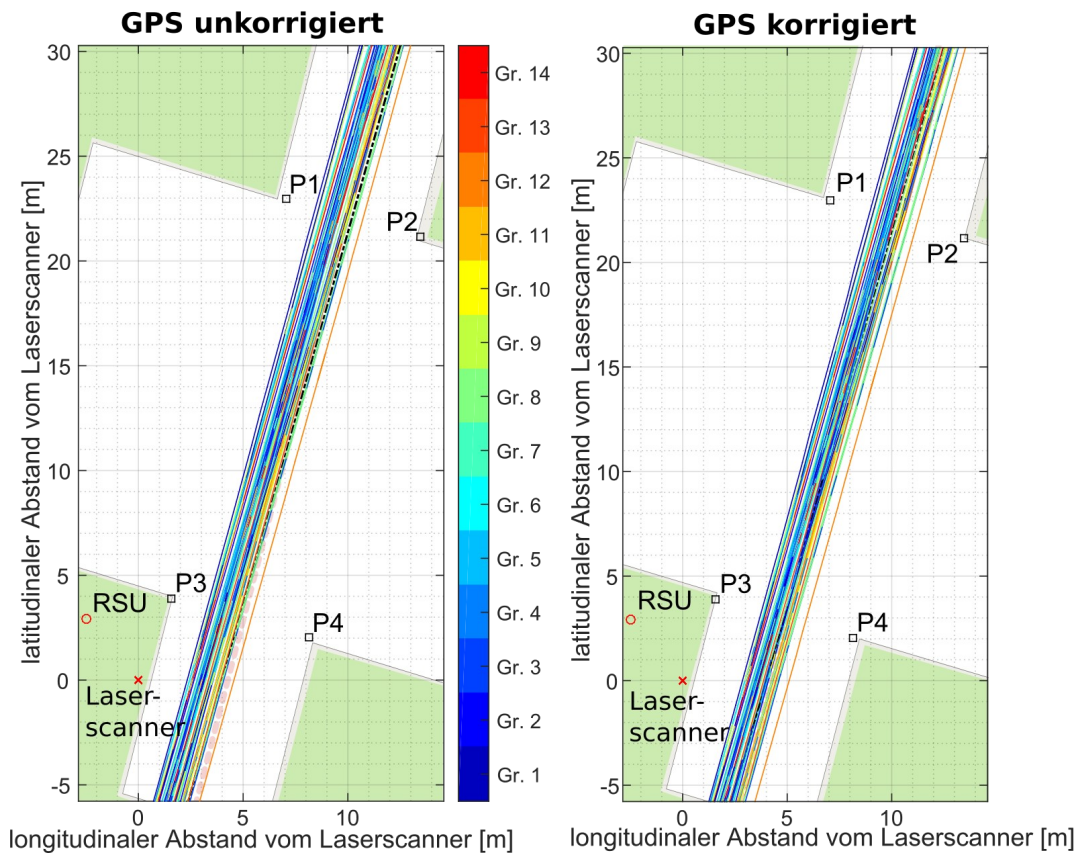 GPS unkorrigiert
30
25
20
15
10
5
0
-5
0
5
10
latitudinaler Abstand vom Laserscanner [m]
longitudinaler Abstand vom Laserscanner [m]
P1
P2
P3
P4
RSU
Laser-
scanner
Gr. 14
Gr. 13
Gr. 12
Gr. 11
Gr. 10
Gr. 9
Gr. 8
Gr. 7
Gr. 6
Gr. 5
Gr. 4
Gr. 3
Gr. 2
Gr. 1
GPS korrigiert
30
25
20
15
10
5
0
-5
0
5
10
latitudinaler Abstand vom Laserscanner [m]
longitudinaler Abstand vom Laserscanner [m]
P1
P2
P3
P4
RSU
Laser-
scanner